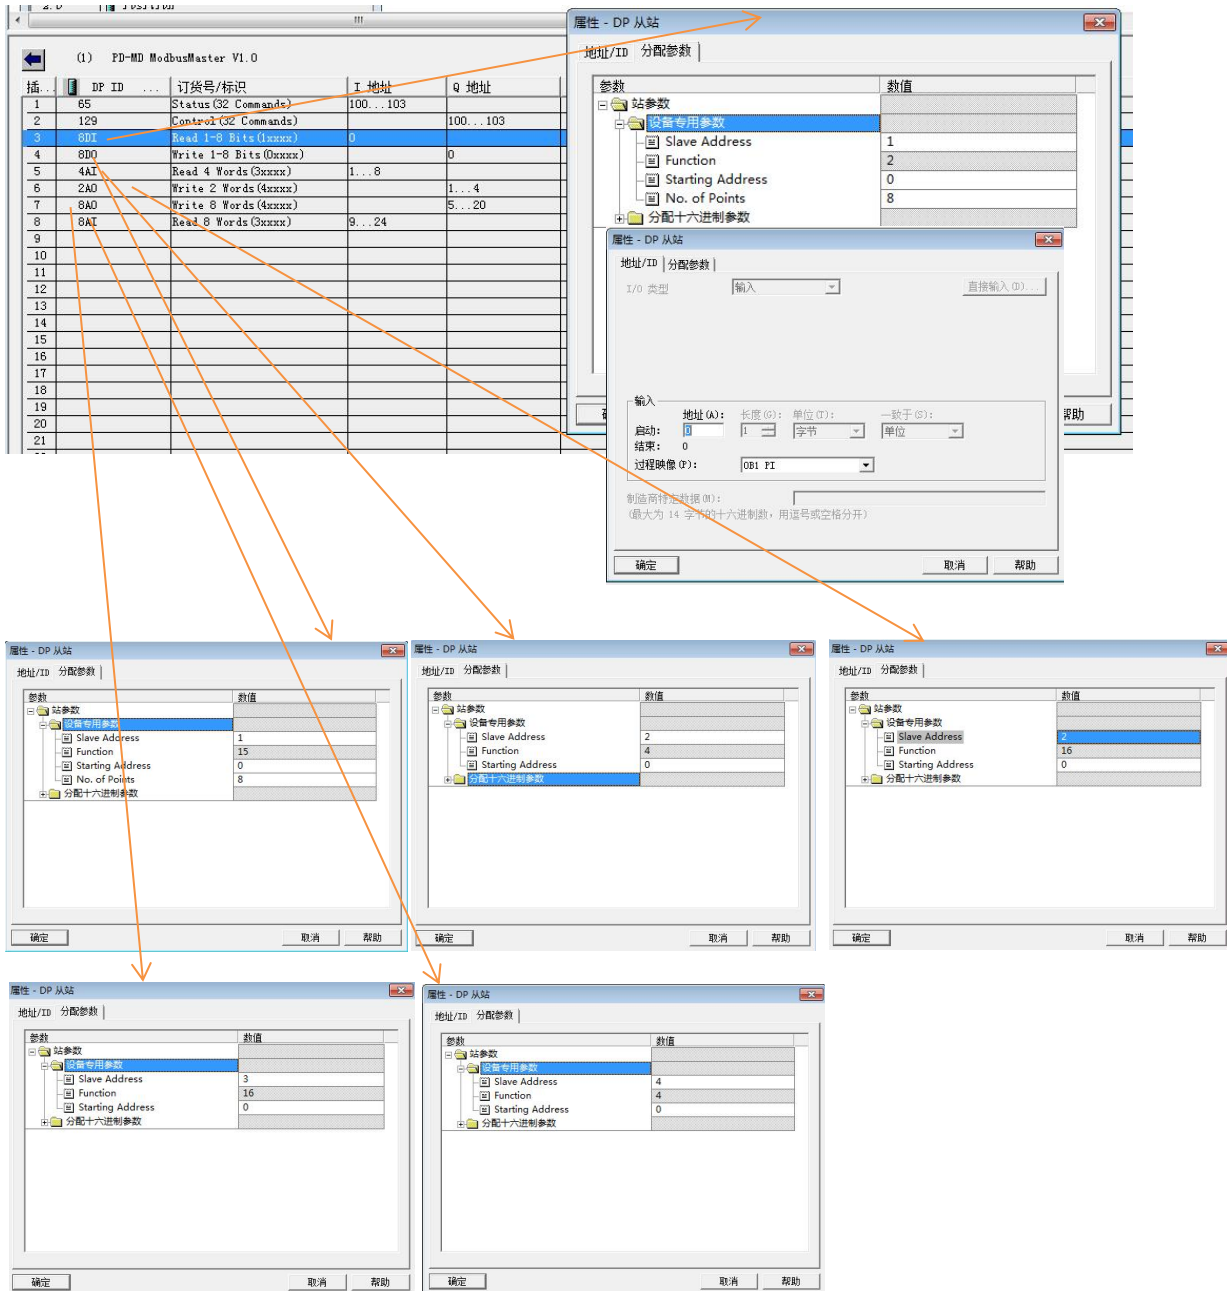 (1) PD-MD ModbusMaster V1.0
插.. DP ID ... 订货号/标识 I 地址 Q 地址
1 65 Status(32 Commands) 100...103
2 129 Control(32 Commands) 100...103
3 8DI Read 1-8 Bits(1xxxx) 0
4 8DO Write 1-8 Bits(0xxxx) 0
5 4AI Read 4 Words(3xxxx) 1...8
6 2AO Write 2 Words(4xxxx) 1...4
7 8AO Write 8 Words(4xxxx) 5...20
8 8AI Read 8 Words(3xxxx) 9...24
9
10
11
12
13
14
15
16
17
18
19
20
21
属性 - DP 从站
地址/ID 分配参数
参数 数值
站参数
设备专用参数
Slave Address 1
Function 2
Starting Address 0
No. of Points 8
分配十六进制参数
帮助
属性 - DP 从站
地址/ID 分配参数
I/O 类型 输入 直接输入(D)...
输入
地址(A): 长度(G): 单位(T): 一致于(S):
启动: 0 1 字节 单位
结束: 0
过程映像(P): OB1 PI
制造商特定数据(M):
(最大为 14 字节的十六进制数，用逗号或空格分开)
确定 取消 帮助
属性 - DP 从站
地址/ID 分配参数
参数 数值
站参数
设备专用参数
Slave Address 1
Function 15
Starting Address 0
No. of Points 8
分配十六进制参数
确定 取消 帮助
属性 - DP 从站
地址/ID 分配参数
参数 数值
站参数
设备专用参数
Slave Address 2
Function 4
Starting Address 0
分配十六进制参数
确定 取消 帮助
属性 - DP 从站
地址/ID 分配参数
参数 数值
站参数
设备专用参数
Slave Address 2
Function 16
Starting Address 0
分配十六进制参数
确定 取消 帮助
属性 - DP 从站
地址/ID 分配参数
参数 数值
站参数
设备专用参数
Slave Address 3
Function 16
Starting Address 0
分配十六进制参数
确定 取消 帮助
属性 - DP 从站
地址/ID 分配参数
参数 数值
站参数
设备专用参数
Slave Address 4
Function 4
Starting Address 0
分配十六进制参数
确定 取消 帮助